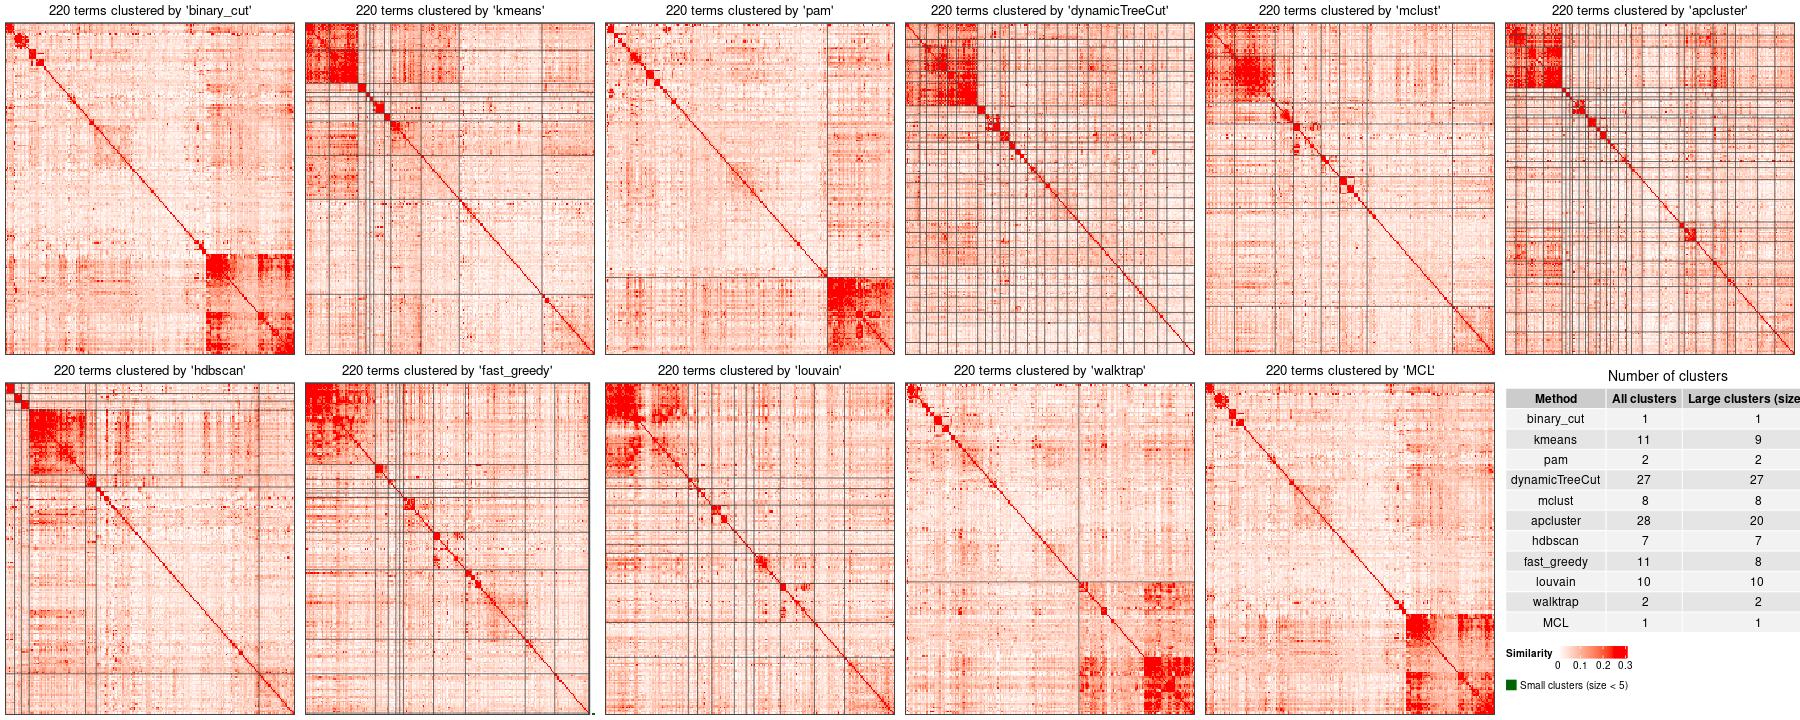 220 terms clustered by 'binary_cut'
220 terms clustered by 'kmeans'
220 terms clustered by 'pam'
220 terms clustered by 'dynamicTreeCut'
220 terms clustered by 'mclust'
220 terms clustered by 'apcluster'
220 terms clustered by 'hdbscan'
220 terms clustered by 'fast_greedy'
220 terms clustered by 'louvain'
220 terms clustered by 'walktrap'
220 terms clustered by 'MCL'
Number of clusters
Method All clusters Large clusters (size
binary_cut 1 1
kmeans 11 9
pam 2 2
dynamicTreeCut 27 27
mclust 8 8
apcluster 28 20
hdbscan 7 7
fast_greedy 11 8
louvain 10 10
walktrap 2 2
MCL 1 1
Similarity
0 0.1 0.2 0.3
Small clusters (size < 5)